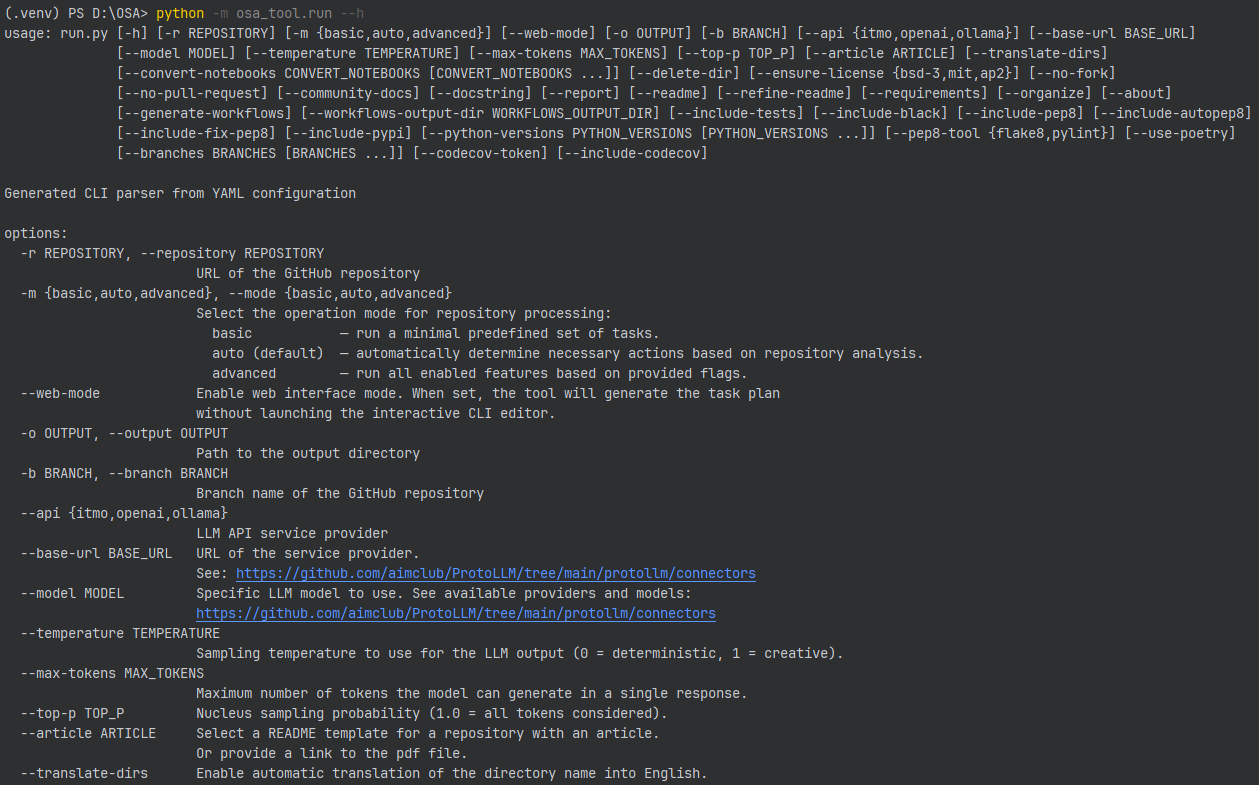 (.venv) PS D:\OSA> python -m osa_tool.run --h
usage: run.py [-h] [-r REPOSITORY] [-m {basic,auto,advanced}] [--web-mode] [-o OUTPUT] [-b BRANCH] [--api {itmo,openai,ollama}] [--base-url BASE_URL]
[--model MODEL] [--temperature TEMPERATURE] [--max-tokens MAX_TOKENS] [--top-p TOP_P] [--article ARTICLE] [--translate-dirs]
[--convert-notebooks CONVERT_NOTEBOOKS [CONVERT_NOTEBOOKS ...]] [--delete-dir] [--ensure-license {bsd-3,mit,ap2}] [--no-fork]
[--no-pull-request] [--community-docs] [--docstring] [--report] [--readme] [--refine-readme] [--requirements] [--organize] [--about]
[--generate-workflows] [--workflows-output-dir WORKFLOWS_OUTPUT_DIR] [--include-tests] [--include-black] [--include-pep8] [--include-autopep8]
[--include-fix-pep8] [--include-pypi] [--python-versions PYTHON_VERSIONS [PYTHON_VERSIONS ...]] [--pep8-tool {flake8,pylint}] [--use-poetry]
[--branches BRANCHES [BRANCHES ...]] [--codecov-token] [--include-codecov]
Generated CLI parser from YAML configuration
options:
-r REPOSITORY, --repository REPOSITORY
URL of the GitHub repository
-m {basic,auto,advanced}, --mode {basic,auto,advanced}
Select the operation mode for repository processing:
basic — run a minimal predefined set of tasks.
auto (default) — automatically determine necessary actions based on repository analysis.
advanced — run all enabled features based on provided flags.
--web-mode Enable web interface mode. When set, the tool will generate the task plan
without launching the interactive CLI editor.
-o OUTPUT, --output OUTPUT
Path to the output directory
-b BRANCH, --branch BRANCH
Branch name of the GitHub repository
--api {itmo,openai,ollama}
LLM API service provider
--base-url BASE_URL URL of the service provider.
See: https://github.com/aimclub/ProtoLLM/tree/main/protollm/connectors
--model MODEL Specific LLM model to use. See available providers and models:
https://github.com/aimclub/ProtoLLM/tree/main/protollm/connectors
--temperature TEMPERATURE
Sampling temperature to use for the LLM output (0 = deterministic, 1 = creative).
--max-tokens MAX_TOKENS
Maximum number of tokens the model can generate in a single response.
--top-p TOP_P Nucleus sampling probability (1.0 = all tokens considered).
--article ARTICLE Select a README template for a repository with an article.
Or provide a link to the pdf file.
--translate-dirs Enable automatic translation of the directory name into English.